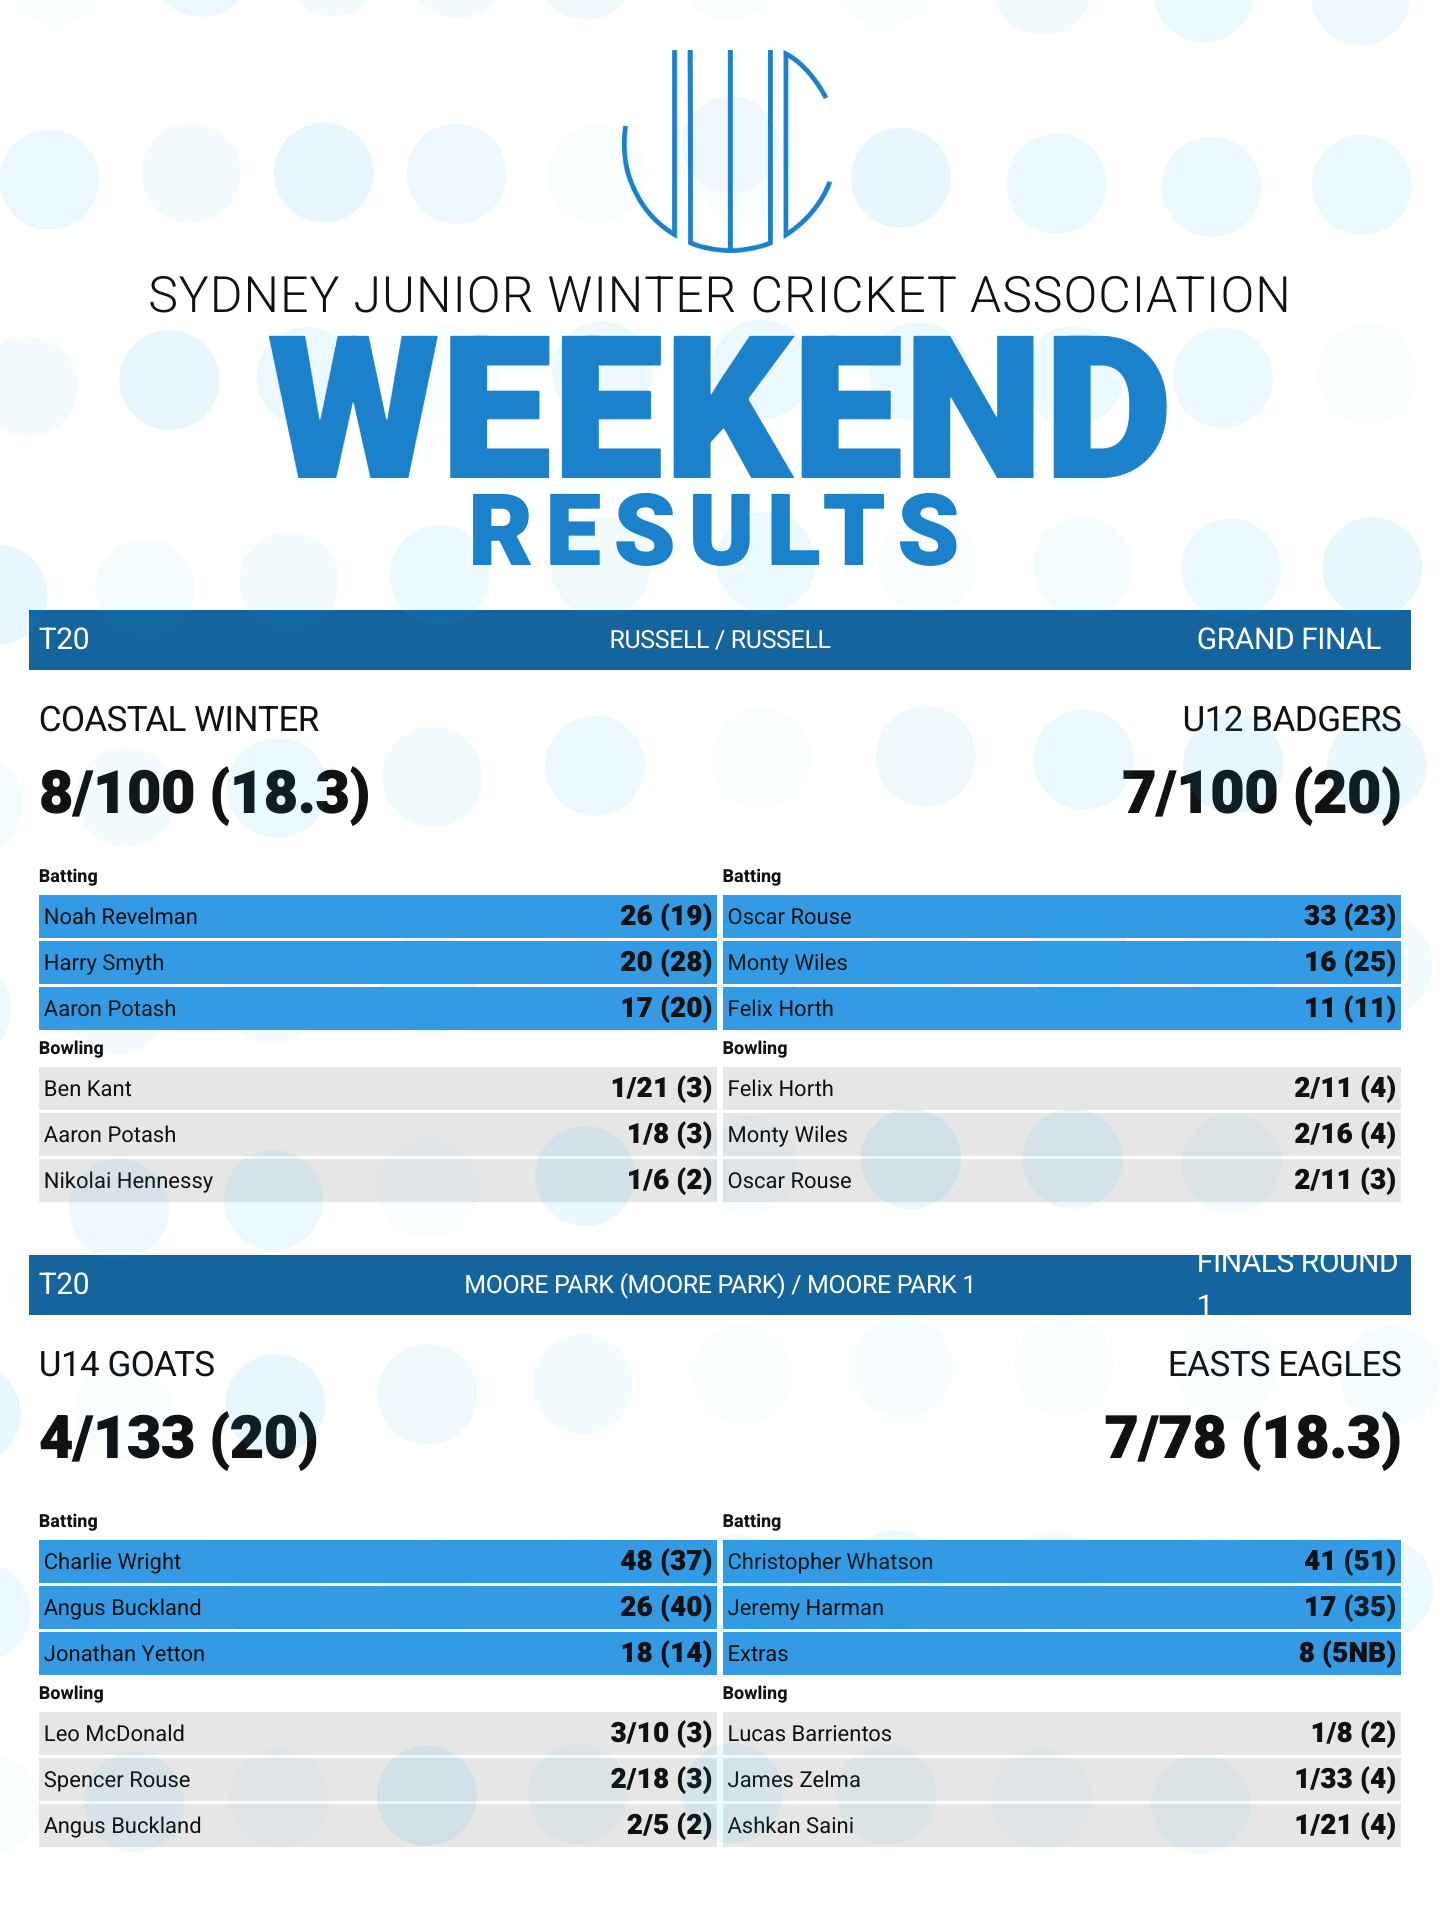 SYDNEY JUNIOR WINTER CRICKET ASSOCIATION
WEEKEND
RESULTS
T20 RUSSELL / RUSSELL GRAND FINAL
COASTAL WINTER U12 BADGERS
8/100 (18.3) 7/100 (20)
Batting Batting
Noah Revelman 26 (19) Oscar Rouse 33 (23)
Harry Smyth 20 (28) Monty Wiles 16 (25)
Aaron Potash 17 (20) Felix Horth 11 (11)
Bowling Bowling
Ben Kant 1/21 (3) Felix Horth 2/11 (4)
Aaron Potash 1/8 (3) Monty Wiles 2/16 (4)
Nikolai Hennessy 1/6 (2) Oscar Rouse 2/11 (3)
T20 MOORE PARK (MOORE PARK) / MOORE PARK 1 FINALS ROUND
1
U14 GOATS EASTS EAGLES
4/133 (20) 7/78 (18.3)
Batting Batting
Charlie Wright 48 (37) Christopher Whatson 41 (51)
Angus Buckland 26 (40) Jeremy Harman 17 (35)
Jonathan Yetton 18 (14) Extras 8 (5NB)
Bowling Bowling
Leo McDonald 3/10 (3) Lucas Barrientos 1/8 (2)
Spencer Rouse 2/18 (3) James Zelma 1/33 (4)
Angus Buckland 2/5 (2) Ashkan Saini 1/21 (4)